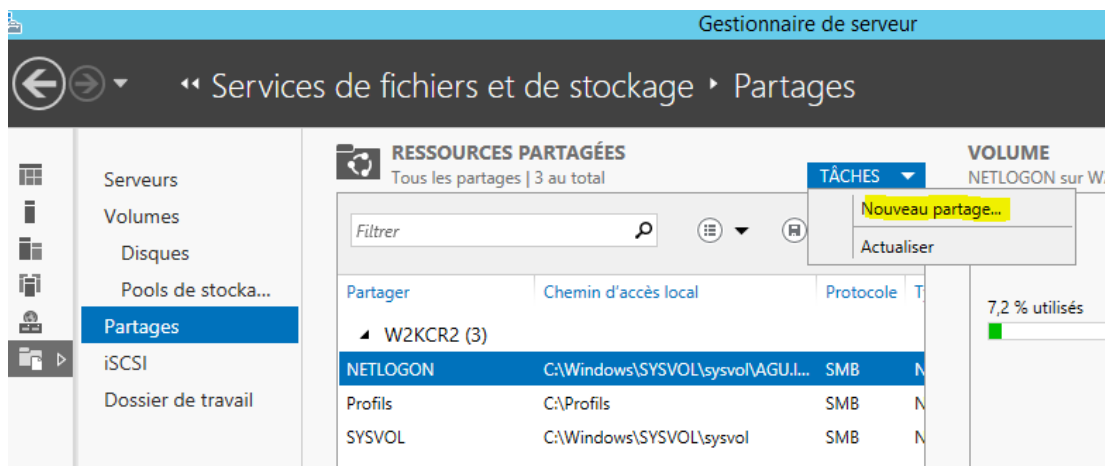 Gestionnaire de serveur
Services de fichiers et de stockage ‣ Partages
Serveurs
Volumes
Disques
Pools de stocka...
Partages
iSCSI
Dossier de travail
RESSOURCES PARTAGÉES
Tous les partages | 3 au total
TÂCHES
Nouveau partage...
Actualiser
Filtrer
Partager Chemin d'accès local Protocole
W2KCR2 (3)
NETLOGON C:\Windows\SYSVOL\sysvol\AGU.l... SMB N
Profils C:\Profils SMB N
SYSVOL C:\Windows\SYSVOL\sysvol SMB N
VOLUME
NETLOGON sur
7,2 % utilisés